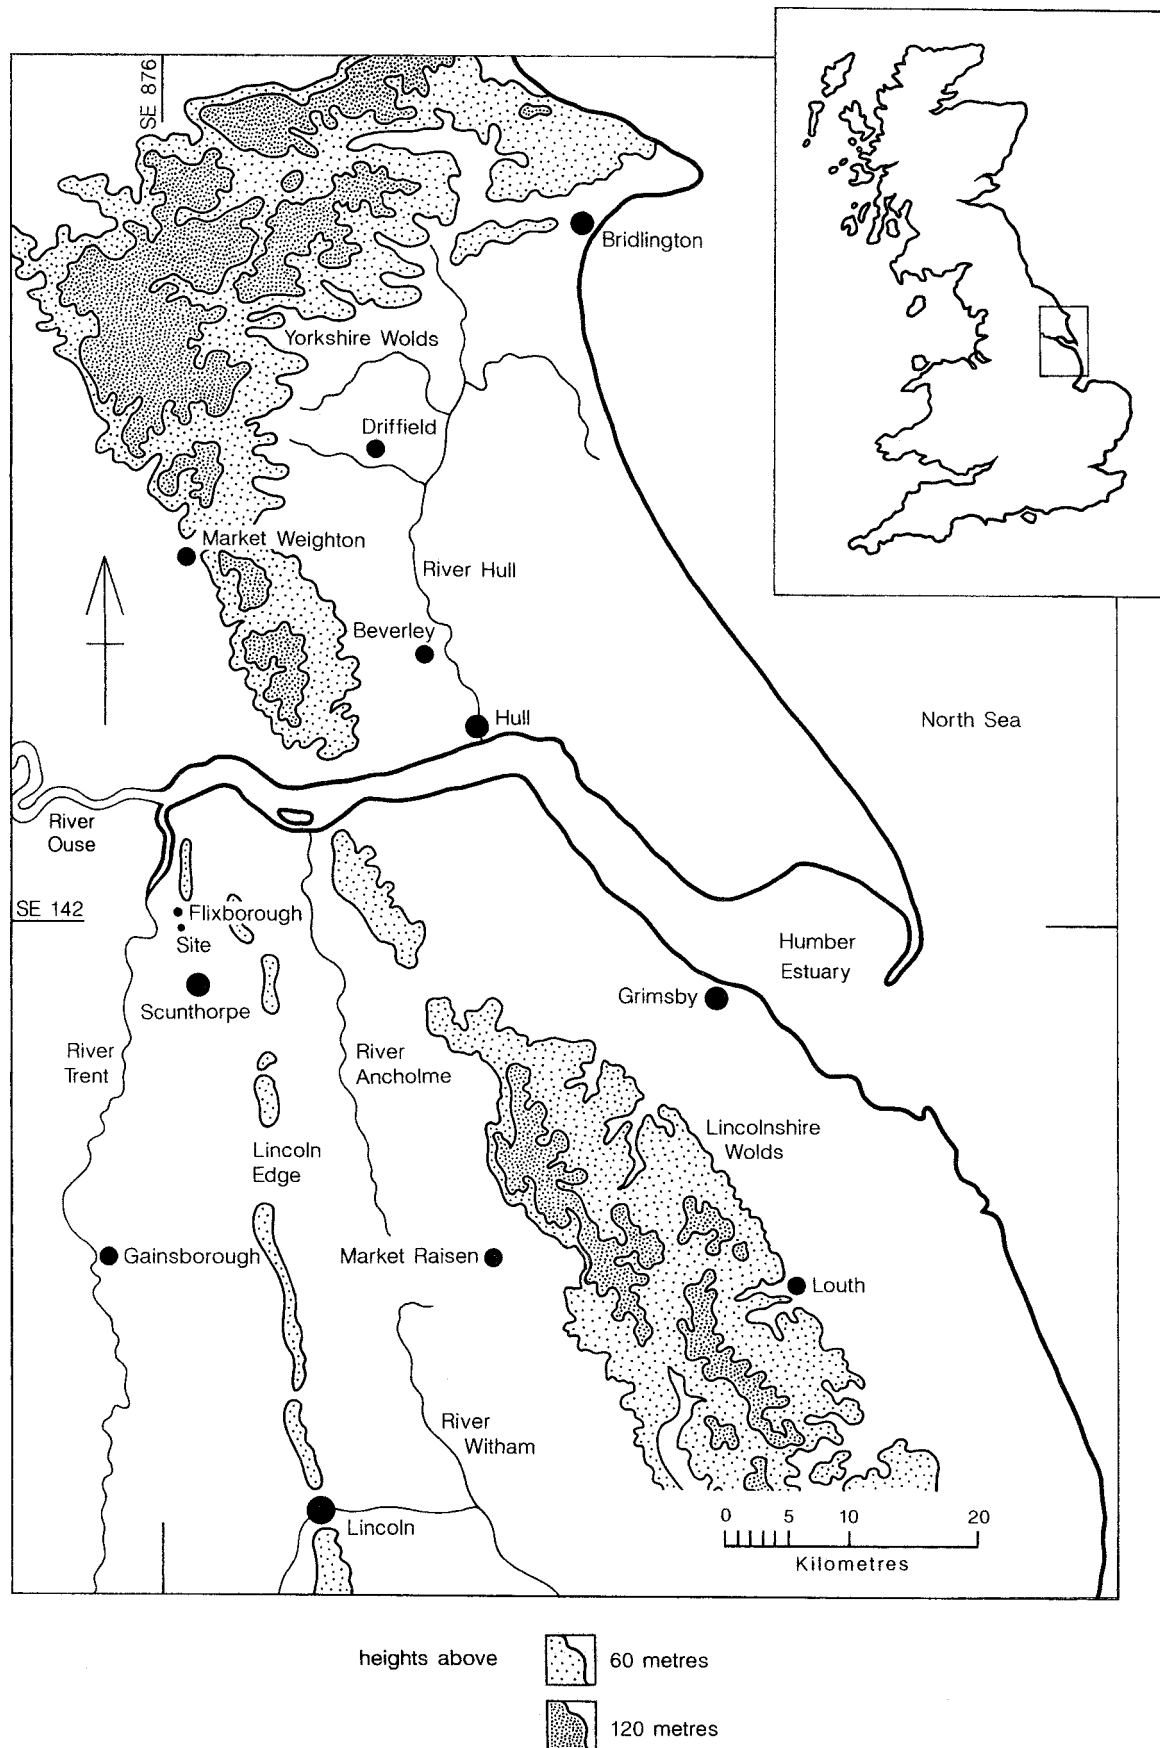 SE 876
Bridlington
Yorkshire Wolds
Driffield
Market Weighton
River Hull
Beverley
Hull
North Sea
River
Ouse
SE 142
Flixborough
Site
Humber
Estuary
Scunthorpe
Grimsby
River
Trent
River
Ancholme
Lincolnshire
Wolds
Lincoln
Edge
Gainsborough
Market Raisen
Louth
River
Witham
Lincoln
0 5 10 20
Kilometres
heights above
60 metres
120 metres